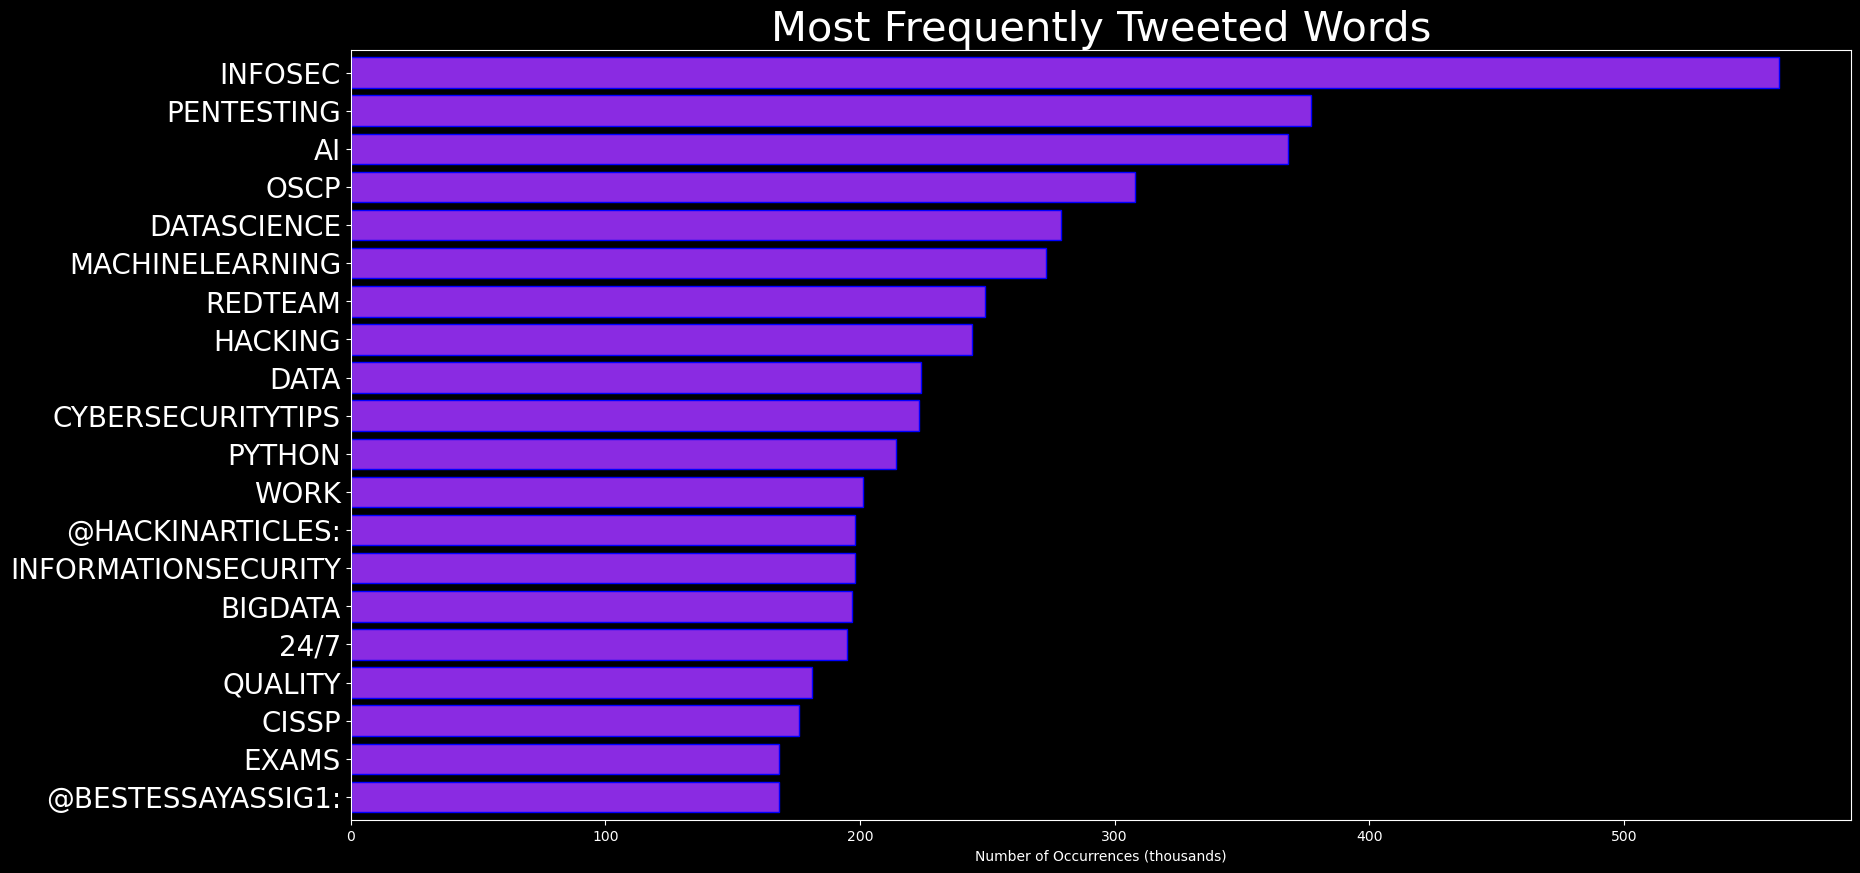 Most Frequently Tweeted Words
INFOSEC
PENTESTING
AI
OSCP
DATASCIENCE
MACHINELEARNING
REDTEAM
HACKING
DATA
CYBERSECURITYTIPS
PYTHON
WORK
@HACKINARTICLES:
INFORMATIONSECURITY
BIGDATA
24/7
QUALITY
CISSP
EXAMS
@BESTESSAYASSIG1:
0 100 200 300 400 500
Number of Occurrences (thousands)